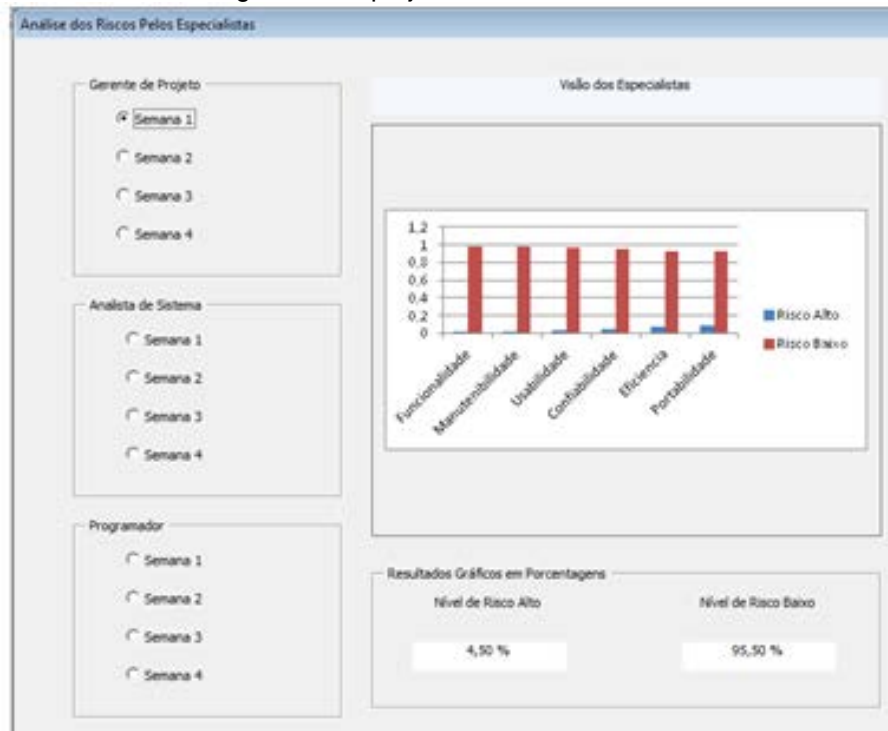 Análise dos Riscos Pelos Especialistas
Gerente de Projeto
Semana 1
Semana 2
Semana 3
Semana 4
Analista de Sistema
Semana 1
Semana 2
Semana 3
Semana 4
Programador
Semana 1
Semana 2
Semana 3
Semana 4
Visão dos Especialistas
1,2
1
0,8
0,6
0,4
0,2
0
Funcionalidade
Manutenibilidade
Usabilidade
Confiabilidade
Eficiencia
Portabilidade
Risco Alto
Risco Baixo
Resultados Gráficos em Porcentagens
Nível de Risco Alto
Nível de Risco Baixo
4,50 %
95,50 %